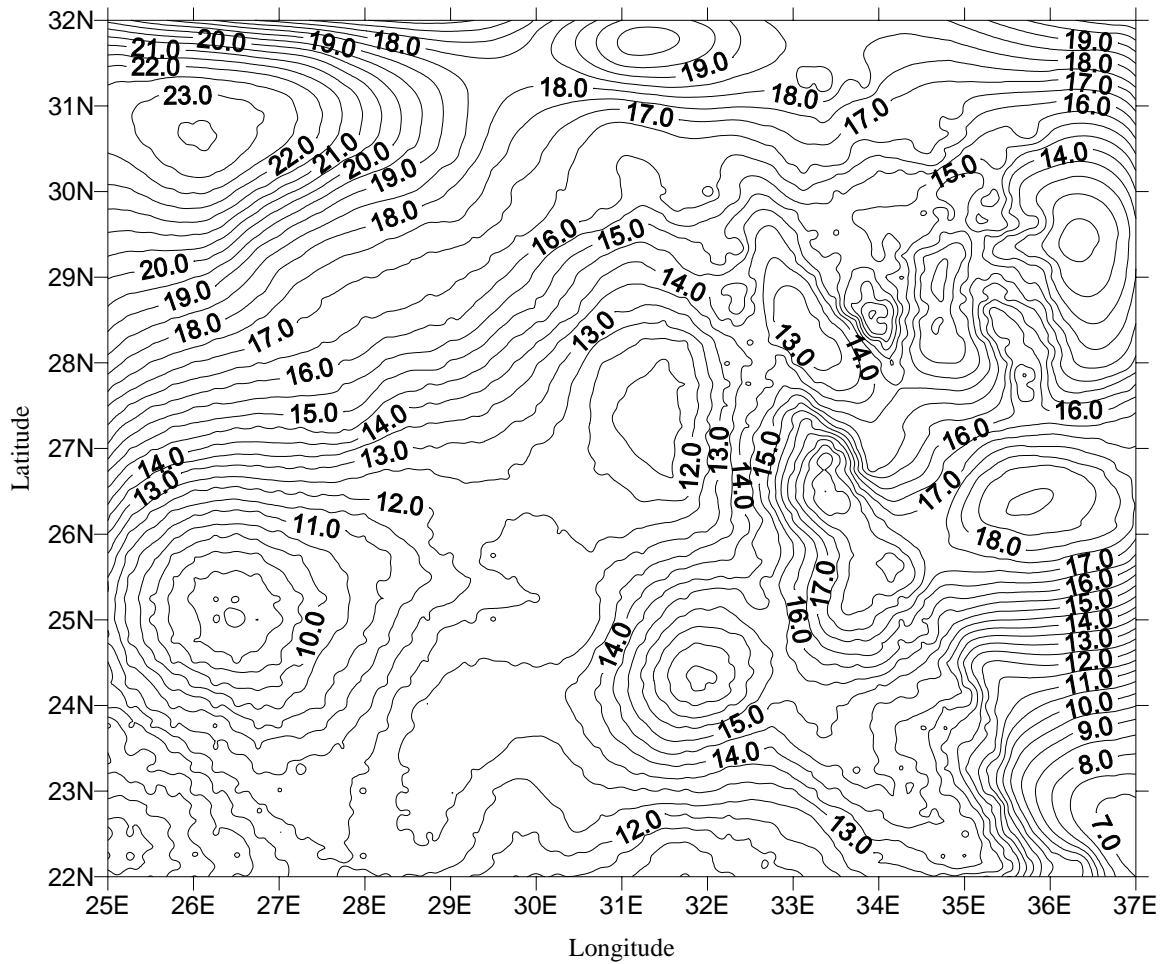 32N
21.0 20.0 19.0 18.0 19.0
22.0 19.0 18.0
23.0 18.0 18.0 17.0
31N 17.0 17.0 16.0
22.0 21.0 20.0 15.0 14.0
30N 19.0
18.0 16.0 15.0
29N 20.0 14.0
19.0
18.0 17.0 13.0 13.0 14.0
28N 16.0
15.0 14.0 16.0
27N 14.0 13.0 12.0 13.0 14.0 15.0 16.0
13.0 12.0 17.0
26N 11.0 18.0
17.0
16.0
25N 10.0 14.0 16.0 17.0 15.0
14.0
13.0
12.0
11.0
24N 15.0 10.0
14.0 9.0
8.0
23N
12.0 13.0 7.0
22N
25E 26E 27E 28E 29E 30E 31E 32E 33E 34E 35E 36E 37E
Latitude
Longitude